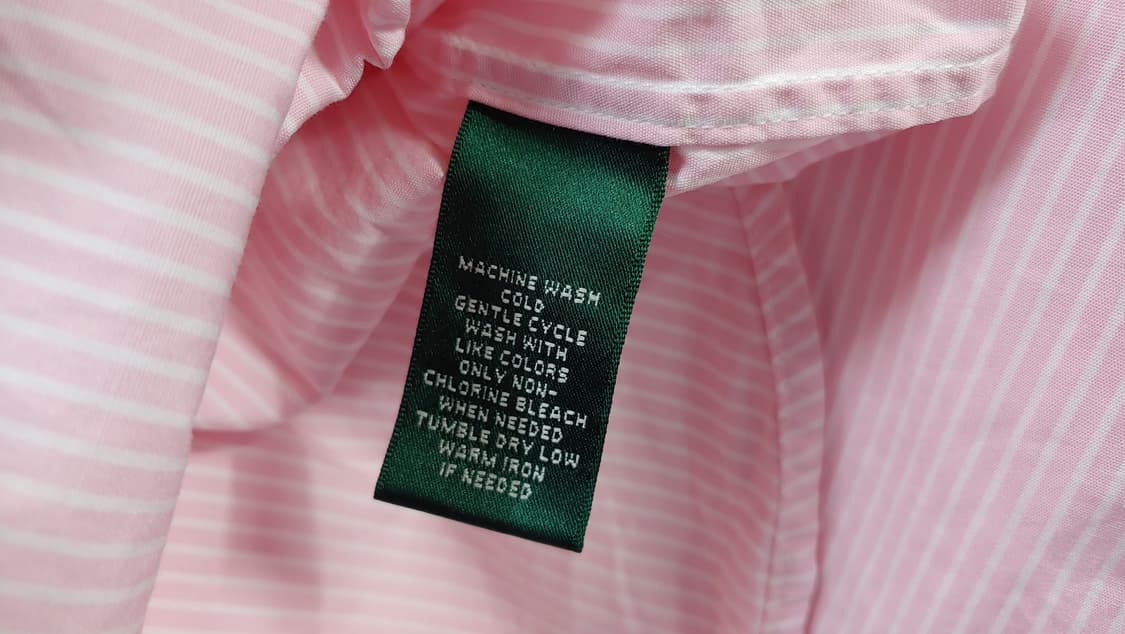 MACHINE WASH
COLD
GENTLE CYCLE
WASH WITH
LIKE COLORS
ONLY NON-
CHLORINE BLEACH
WHEN NEEDED
TUMBLE DRY LOW
WARM IRON
IF NEEDED